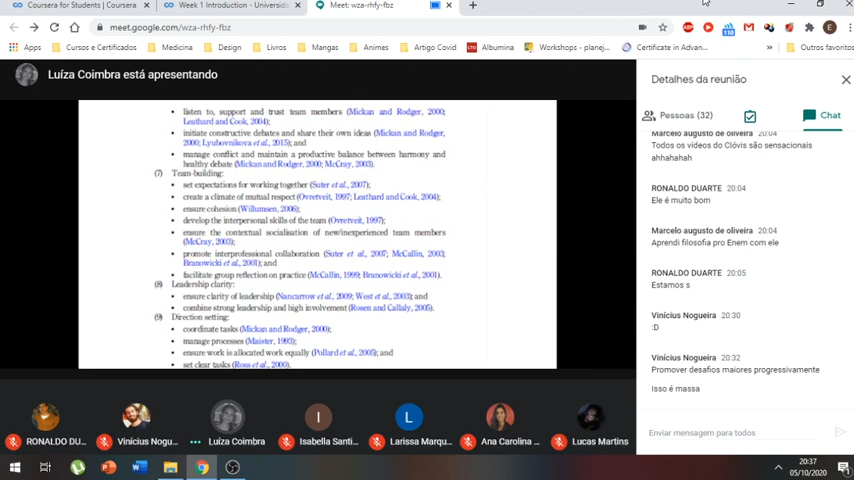 Coursera for Students | Coursera
Week 1 Introduction - Universida
Meet: wza-rhfy-fbz
meet.google.com/wza-rhfy-fbz
Apps
Cursos e Certificados
Medicina
Design
Livros
Mangas
Animes
Artigo Covid
Albumina
Workshops - planej...
Certificate in Advan...
Outros favoritos
Luíza Coimbra está apresentando
Detalhes da reunião
Pessoas (32)
Chat
• listen to, support and trust team members (Mickan and Rodger, 2000;
Leathard and Cook, 2004);
• initiate constructive debates and share their own ideas (Mickan and Rodger,
2000; Lyubovnikova et al., 2015); and
• manage conflict and maintain a productive balance between harmony and
healthy debate (Mickan and Rodger, 2000; McCray, 2003).
(7) Team-building:
• set expectations for working together (Suter et al., 2007);
• create a climate of mutual respect (Ovretveit, 1997; Leathard and Cook, 2004);
• ensure cohesion (Willumsen, 2006);
• develop the interpersonal skills of the team (Ovretveit, 1997);
• ensure the contextual socialisation of new/inexperienced team members
(McCray, 2003);
• promote interprofessional collaboration (Suter et al., 2007; McCallin, 2003;
Branowicki et al., 2001); and
• facilitate group reflection on practice (McCallin, 1999; Branowicki et al., 2001).
(8) Leadership clarity:
• ensure clarity of leadership (Nancarrow et al., 2009; West et al., 2003); and
• combine strong leadership and high involvement (Rosen and Callaly, 2005).
(9) Direction setting:
• coordinate tasks (Mickan and Rodger, 2000);
• manage processes (Maister, 1993);
• ensure work is allocated work equally (Pollard et al., 2005); and
• set clear tasks (Ross et al., 2000).
Marcelo augusto de oliveira 20:04
Todos os vídeos do Clóvis são sensacionais
ahhahahah
RONALDO DUARTE 20:04
Ele é muito bom
Marcelo augusto de oliveira 20:04
Aprendi filosofia pro Enem com ele
RONALDO DUARTE 20:05
Estamos s
Vinícius Nogueira 20:30
:D
Vinícius Nogueira 20:32
Promover desafios maiores progressivamente
Isso é massa
Enviar mensagem para todos
I
L
RONALDO DU...
Vinícius Nogu...
Luíza Coimbra
Isabella Santi...
Larissa Marqu...
Ana Carolina ...
Lucas Martins
20:37
05/10/2020